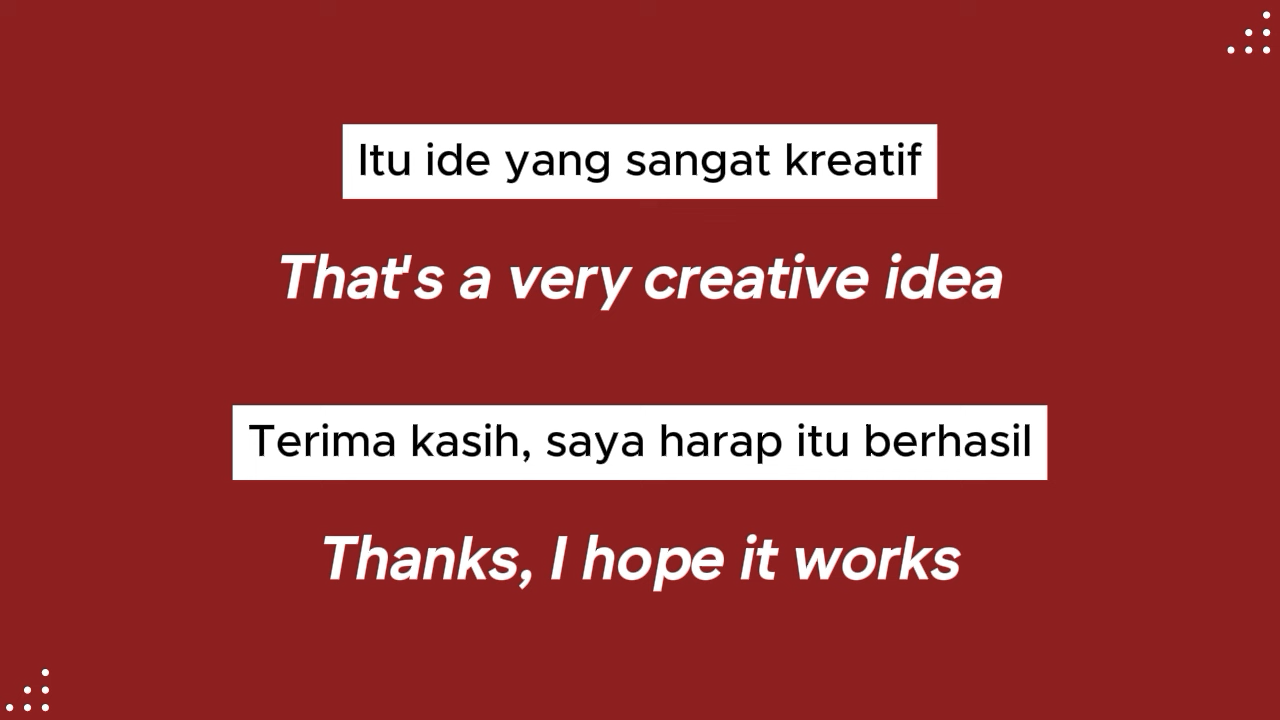 Itu ide yang sangat kreatif
That's a very creative idea
Terima kasih, saya harap itu berhasil
Thanks, I hope it works